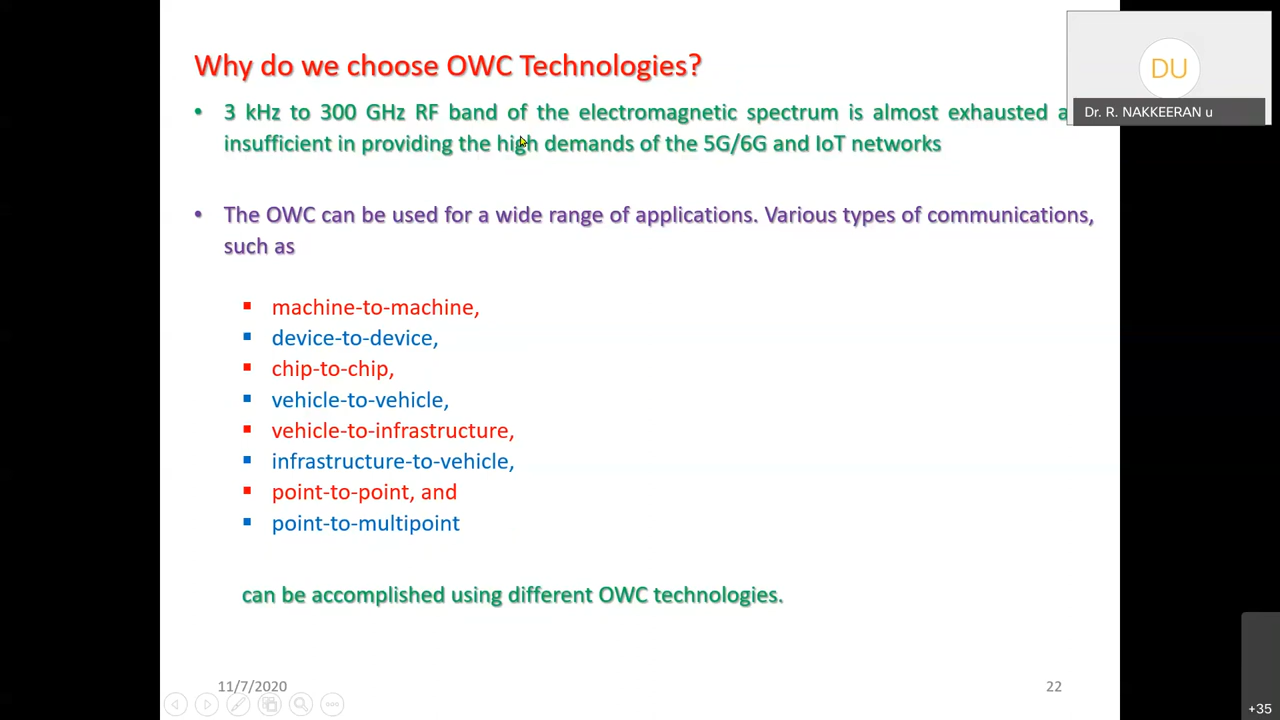 Why do we choose OWC Technologies?
DU
Dr. R. NAKKEERAN u
• 3 kHz to 300 GHz RF band of the electromagnetic spectrum is almost exhausted
insufficient in providing the high demands of the 5G/6G and IoT networks
• The OWC can be used for a wide range of applications. Various types of communications,
such as
▪ machine-to-machine,
▪ device-to-device,
▪ chip-to-chip,
▪ vehicle-to-vehicle,
▪ vehicle-to-infrastructure,
▪ infrastructure-to-vehicle,
▪ point-to-point, and
▪ point-to-multipoint
can be accomplished using different OWC technologies.
11/7/2020
22
+35